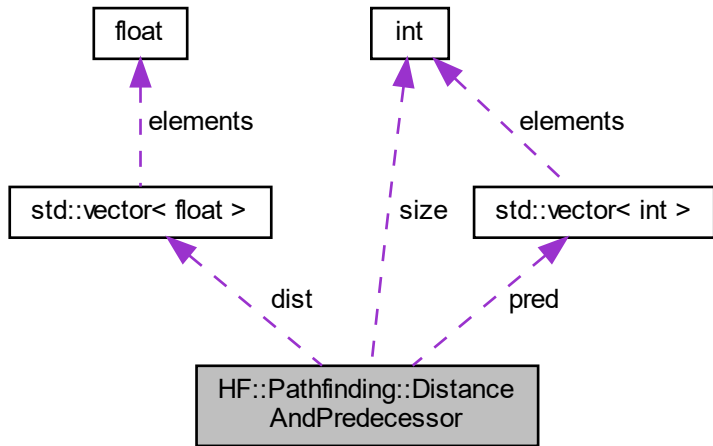 float
int
elements
elements
std::vector< float >
size
std::vector< int >
dist
pred
HF::Pathfinding::Distance
AndPredecessor